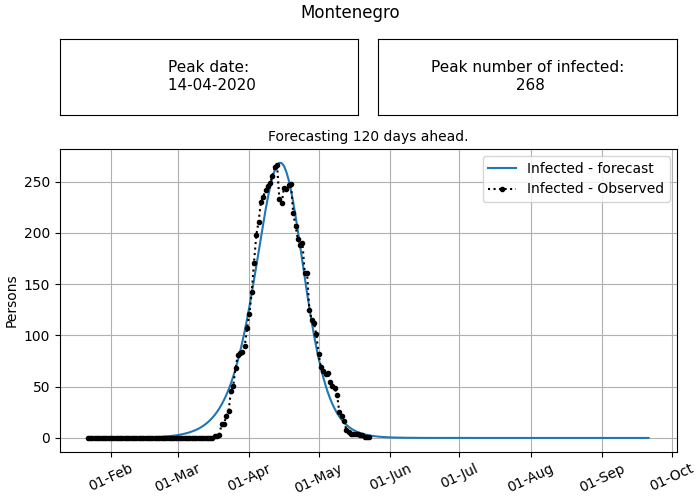 Montenegro
Peak date:
14-04-2020
Peak number of infected:
268
Forecasting 120 days ahead.
Infected - forecast
Infected - Observed
Persons
250
200
150
100
50
0
01-Feb
01-Mar
01-Apr
01-May
01-Jun
01-Jul
01-Aug
01-Sep
01-Oct